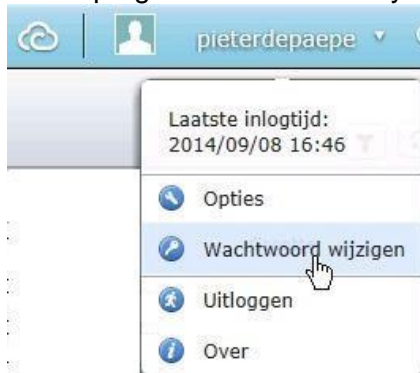 pieterdepaepe
Laatste inlogtijd:
2014/09/08 16:46
Opties
Wachtwoord wijzigen
Uitloggen
Over